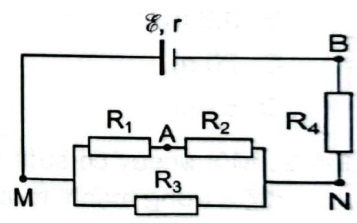 ℰ, r
B
R₁ A R₂
R₄
R₃
M N